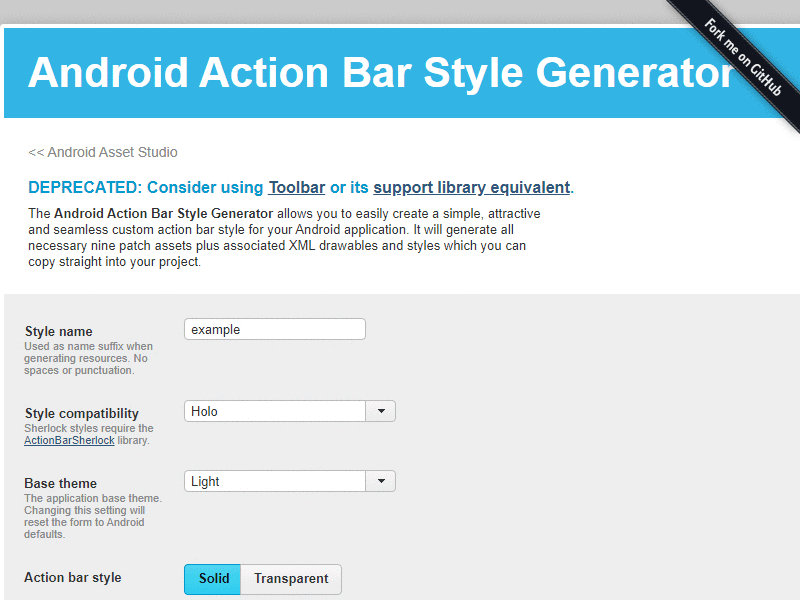 Fork me on GitHub
Android Action Bar Style Generator
<< Android Asset Studio
DEPRECATED: Consider using Toolbar or its support library equivalent.
The Android Action Bar Style Generator allows you to easily create a simple, attractive
and seamless custom action bar style for your Android application. It will generate all
necessary nine patch assets plus associated XML drawables and styles which you can
copy straight into your project.
Style name
Used as name suffix when
generating resources. No
spaces or punctuation.
example
Style compatibility
Sherlock styles require the
ActionBarSherlock library.
Holo
Base theme
The application base theme.
Changing this setting will
reset the form to Android
defaults.
Light
Action bar style
Solid Transparent